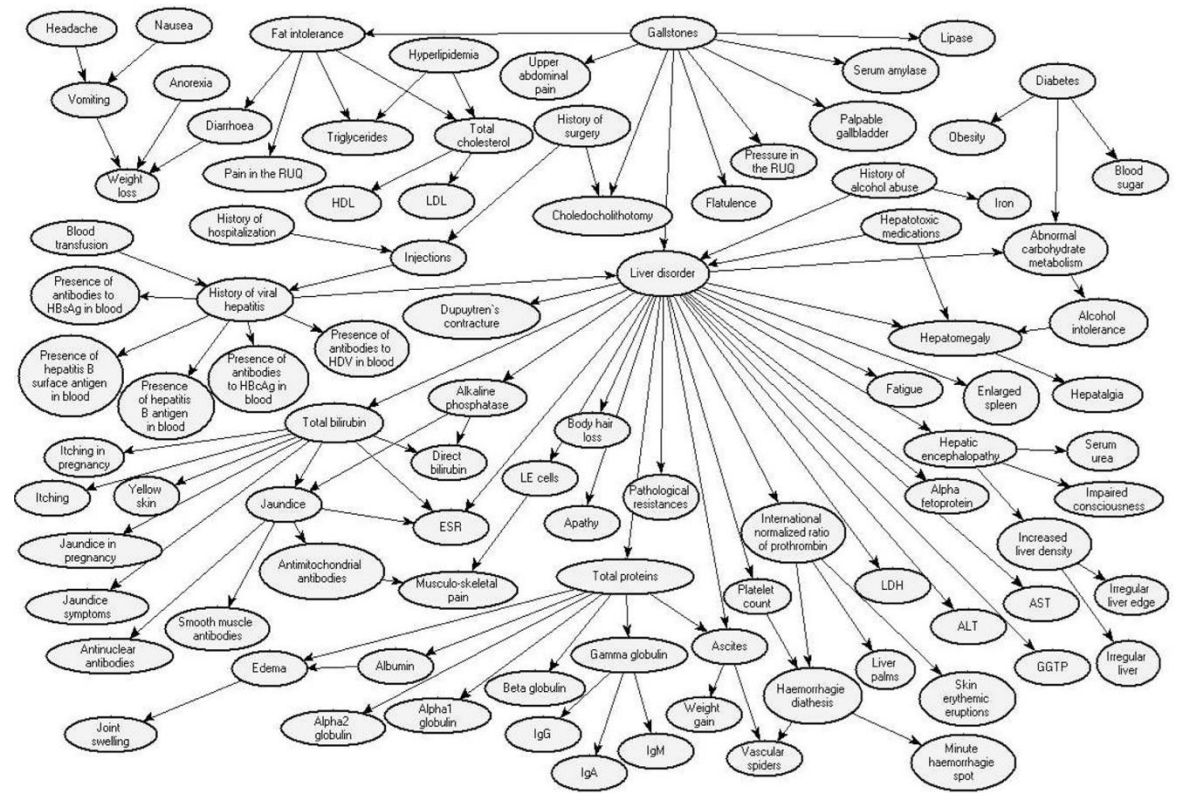 Headache
Nausea
Fat intolerance
Gallstones
Lipase
Hyperlipidemia
Upper
abdominal
pain
Serum amylase
Anorexia
Vomiting
Diabetes
Diarrhoea
Triglycerides
Total
cholesterol
History of
surgery
Palpable
gallbladder
Obesity
Pain in the RUQ
Weight
loss
HDL
LDL
Pressure in
the RUQ
Blood
sugar
History of
alcohol abuse
Iron
Choledocholithotomy
Flatulence
History of
hospitalization
Blood
transfusion
Hepatotoxic
medications
Abnormal
carbohydrate
metabolism
Injections
Liver disorder
Presence of
antibodies to
HBsAg in blood
History of viral
hepatitis
Dupuytren`s
contracture
Alcohol
intolerance
Hepatomegaly
Presence of
antibodies to
HDV in blood
Presence of
hepatitis B
surface antigen
in blood
Presence
of hepatitis
B antigen
in blood
Presence of
antibodies
to HBcAg in
blood
Alkaline
phosphatase
Fatigue
Enlarged
spleen
Hepatalgia
Total bilirubin
Body hair
loss
Hepatic
encephalopathy
Serum
urea
Itching in
pregnancy
Direct
bilirubin
LE cells
Itching
Yellow
skin
Jaundice
Pathological
resistances
Alpha
fetoprotein
Impaired
consciousness
ESR
Apathy
International
normalized ratio
of prothrombin
Increased
liver density
Jaundice in
pregnancy
Antimitochondrial
antibodies
Musculo-skeletal
pain
Total proteins
Platelet
count
LDH
Irregular
liver edge
AST
Jaundice
symptoms
Smooth muscle
antibodies
ALT
Antinuclear
antibodies
Edema
Albumin
Gamma globulin
Ascites
Liver
palms
GGTP
Irregular
liver
Beta globulin
Haemorrhagie
diathesis
Skin
erythemic
eruptions
Joint
swelling
Alpha2
globulin
Alpha1
globulin
Weight
gain
IgG
IgM
IgA
Vascular
spiders
Minute
haemorrhagie
spot